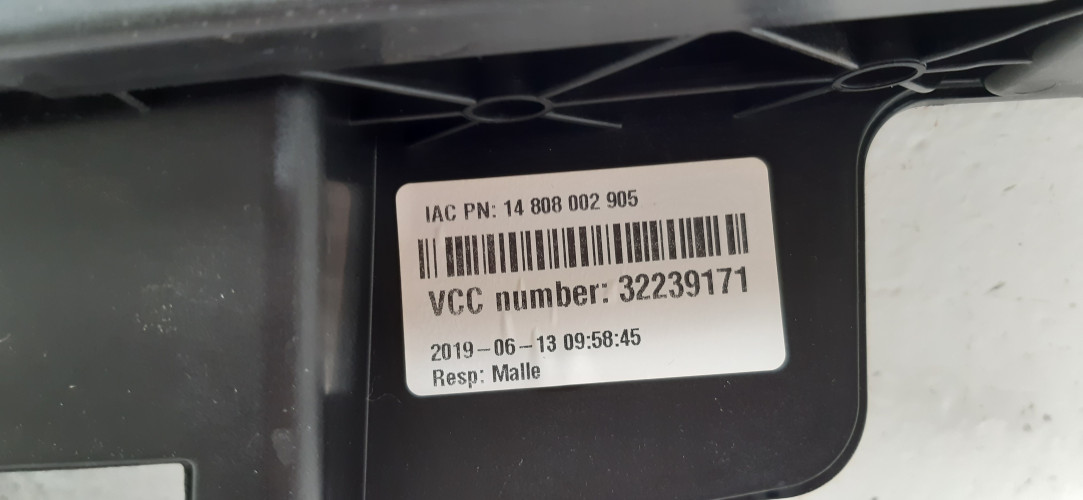 IAC PN: 14 808 002 905
VCC number: 32239171
2019-06-13 09:58:45
Resp: Malle